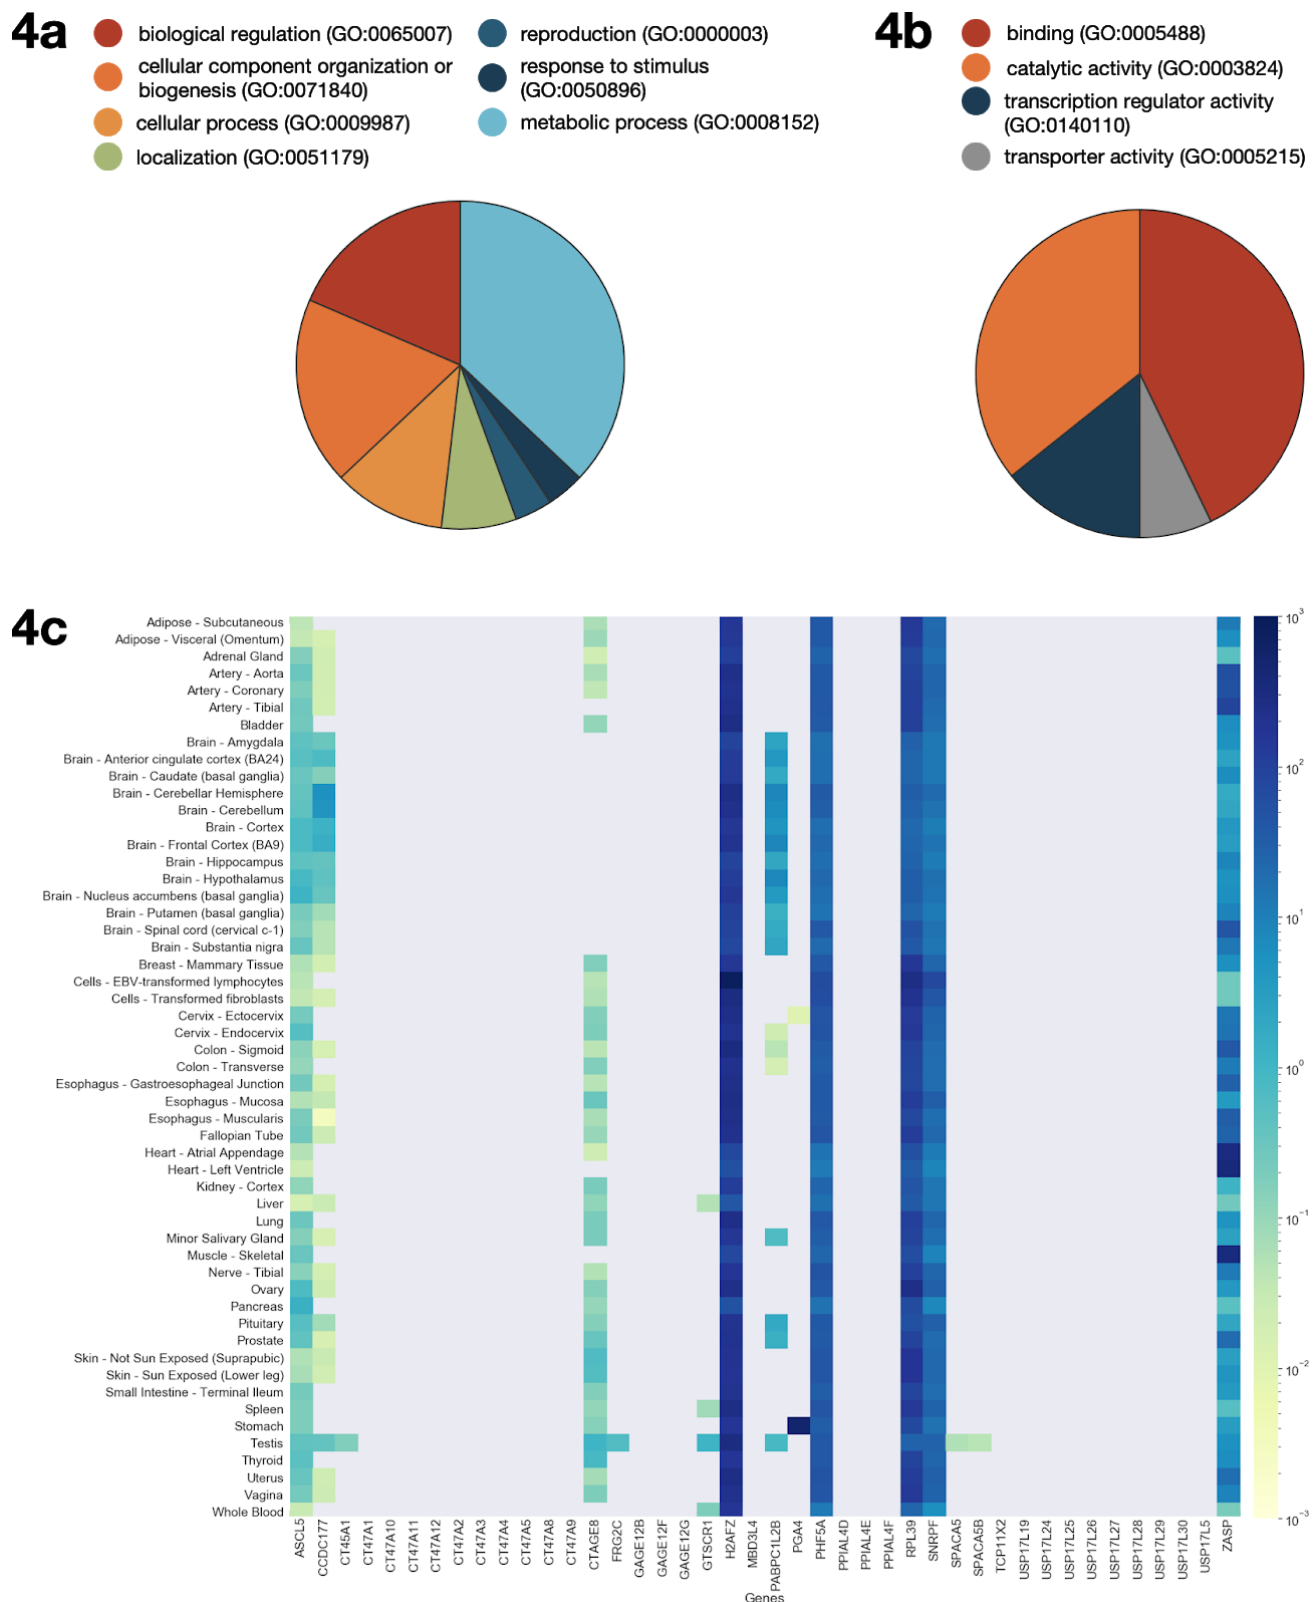 4a
biological regulation (GO:0065007)
cellular component organization or
biogenesis (GO:0071840)
cellular process (GO:0009987)
localization (GO:0051179)
reproduction (GO:0000003)
response to stimulus
(GO:0050896)
metabolic process (GO:0008152)
4b
binding (GO:0005488)
catalytic activity (GO:0003824)
transcription regulator activity
(GO:0140110)
transporter activity (GO:0005215)
4c
Adipose - Subcutaneous
Adipose - Visceral (Omentum)
Adrenal Gland
Artery - Aorta
Artery - Coronary
Artery - Tibial
Bladder
Brain - Amygdala
Brain - Anterior cingulate cortex (BA24)
Brain - Caudate (basal ganglia)
Brain - Cerebellar Hemisphere
Brain - Cerebellum
Brain - Cortex
Brain - Frontal Cortex (BA9)
Brain - Hippocampus
Brain - Hypothalamus
Brain - Nucleus accumbens (basal ganglia)
Brain - Putamen (basal ganglia)
Brain - Spinal cord (cervical c-1)
Brain - Substantia nigra
Breast - Mammary Tissue
Cells - EBV-transformed lymphocytes
Cells - Transformed fibroblasts
Cervix - Ectocervix
Cervix - Endocervix
Colon - Sigmoid
Colon - Transverse
Esophagus - Gastroesophageal Junction
Esophagus - Mucosa
Esophagus - Muscularis
Fallopian Tube
Heart - Atrial Appendage
Heart - Left Ventricle
Kidney - Cortex
Liver
Lung
Minor Salivary Gland
Muscle - Skeletal
Nerve - Tibial
Ovary
Pancreas
Pituitary
Prostate
Skin - Not Sun Exposed (Suprapubic)
Skin - Sun Exposed (Lower leg)
Small Intestine - Terminal Ileum
Spleen
Stomach
Testis
Thyroid
Uterus
Vagina
Whole Blood
ASCL5
CCDC177
CT45A1
CT47A1
CT47A10
CT47A11
CT47A12
CT47A2
CT47A3
CT47A4
CT47A5
CT47A8
CT47A9
CTAGE8
FRG2C
GAGE12B
GAGE12F
GAGE12G
GTSCR1
H2AFZ
MBD3L4
PABPC1L2B
PGA4
PHF5A
PPIAL4D
PPIAL4E
PPIAL4F
RPL39
SNRPF
SPACA5
SPACA5B
TCP11X2
USP17L19
USP17L24
USP17L25
USP17L26
USP17L27
USP17L28
USP17L29
USP17L30
USP17L5
ZASP
Genes
10³
10²
10¹
10⁰
10⁻¹
10⁻²
10⁻³